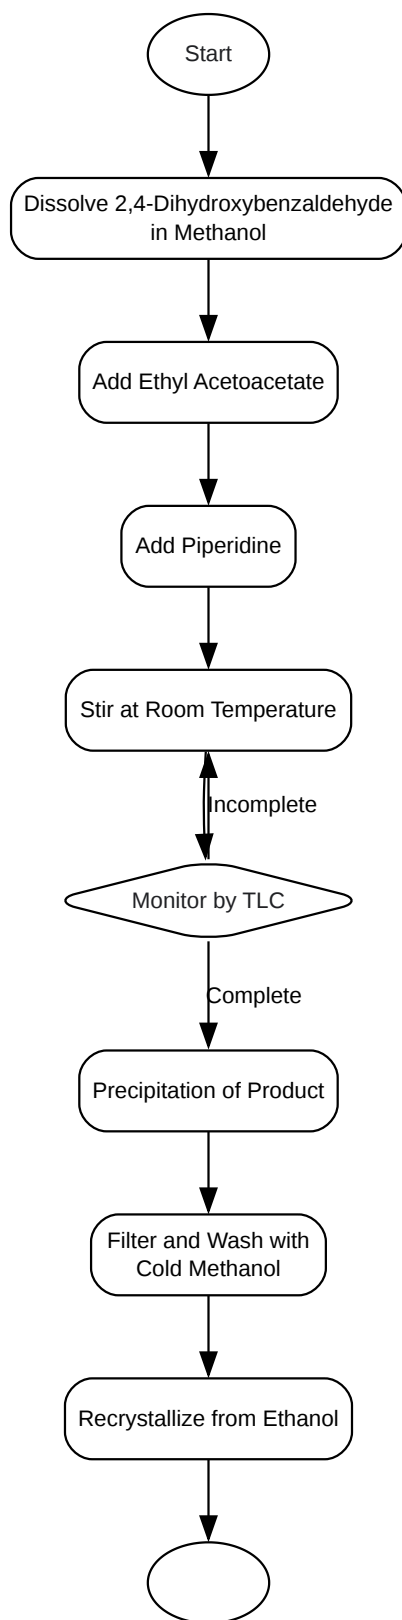 Start
Dissolve 2,4-Dihydroxybenzaldehyde
in Methanol
Add Ethyl Acetoacetate
Add Piperidine
Stir at Room Temperature
Incomplete
Monitor by TLC
Complete
Precipitation of Product
Filter and Wash with
Cold Methanol
Recrystallize from Ethanol